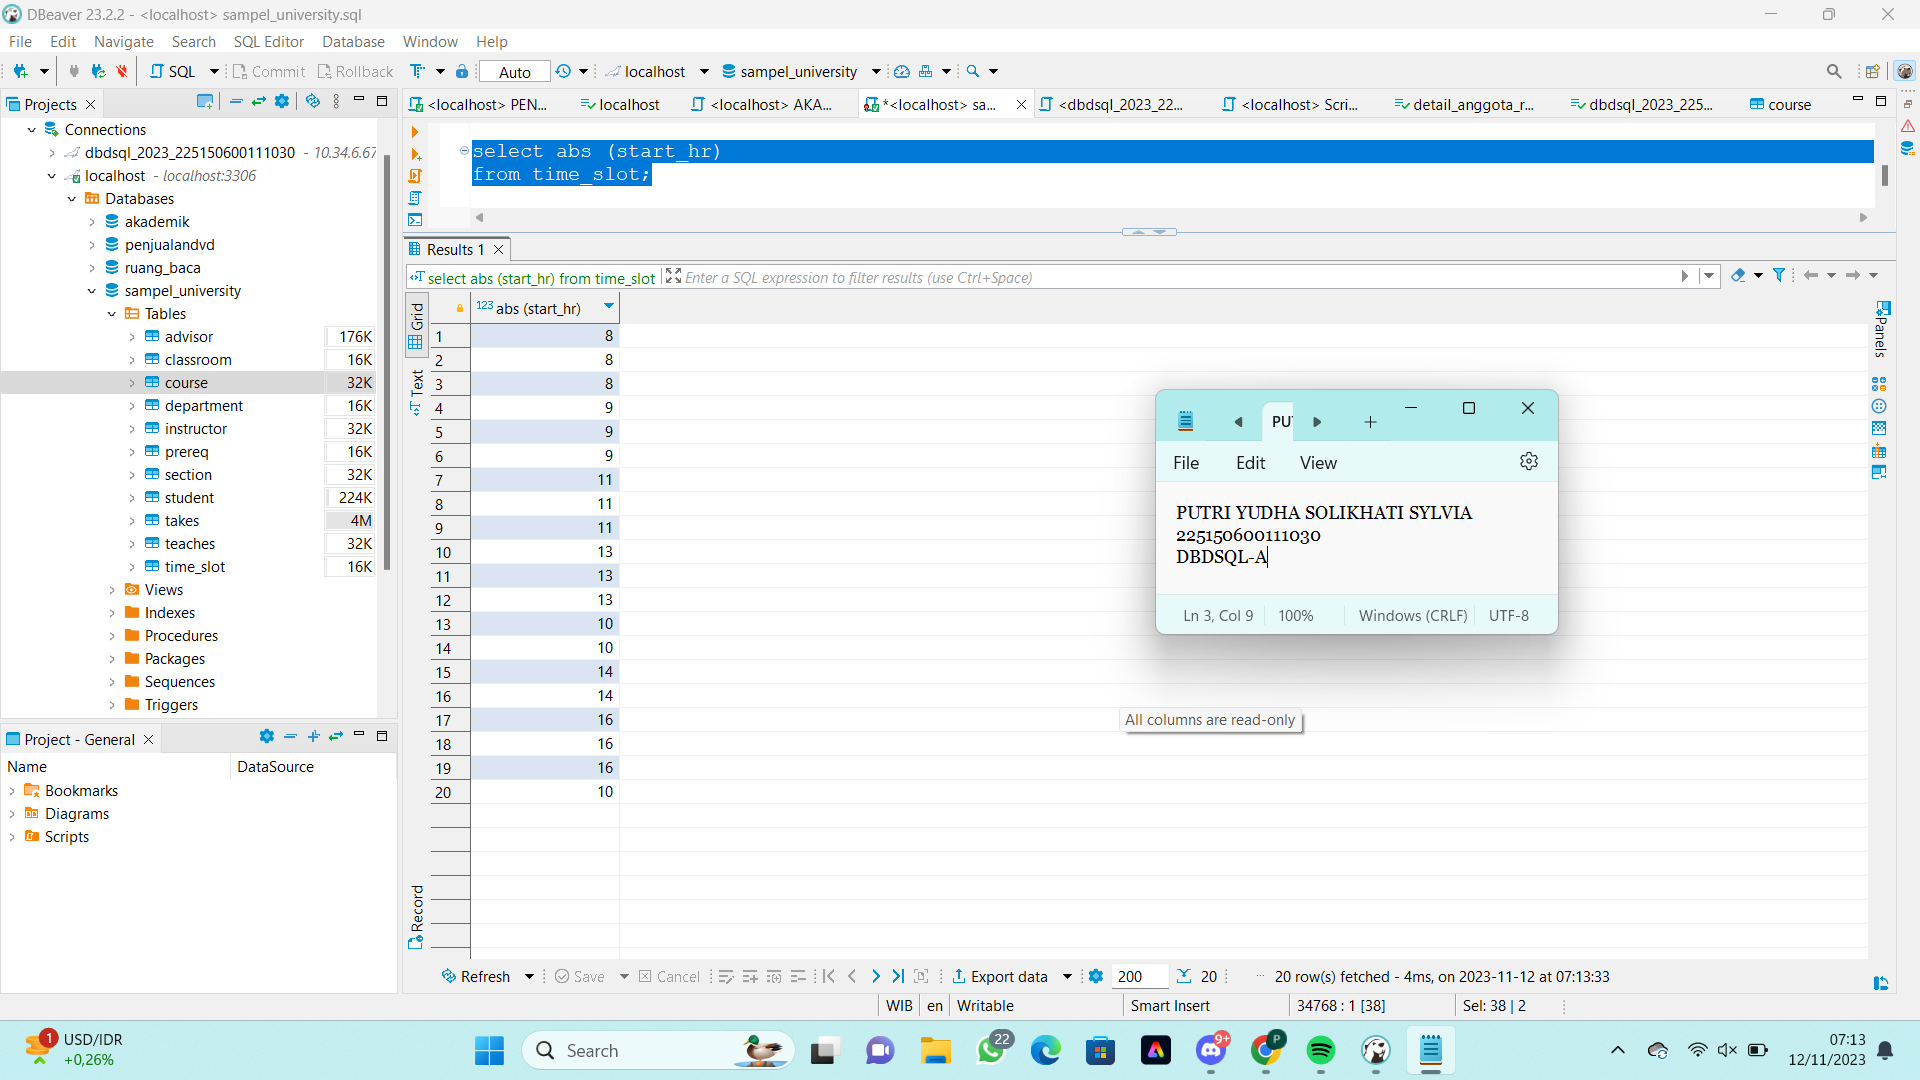 DBeaver 23.2.2 - <localhost> sampel_university.sql
File Edit Navigate Search SQL Editor Database Window Help
SQL Commit Rollback Auto localhost sampel_university
Projects
Connections
dbdsql_2023_225150600111030 - 10.34.6.67
localhost - localhost:3306
Databases
akademik
penjualandvd
ruang_baca
sampel_university
Tables
advisor 176K
classroom 16K
course 32K
department 16K
instructor 32K
prereq 16K
section 32K
student 224K
takes 4M
teaches 32K
time_slot 16K
Views
Indexes
Procedures
Packages
Sequences
Triggers
Project - General
Name DataSource
Bookmarks
Diagrams
Scripts
<localhost> PEN... localhost <localhost> AKA... *<localhost> sa... <dbdsql_2023_22... <localhost> Scri... detail_anggota_r... dbdsql_2023_225... course
select abs (start_hr)
from time_slot;
Results 1
select abs (start_hr) from time_slot Enter a SQL expression to filter results (use Ctrl+Space)
Grid
Text
Record
Panels
123 abs (start_hr)
1 8
2 8
3 8
4 9
5 9
6 9
7 11
8 11
9 11
10 13
11 13
12 13
13 10
14 10
15 14
16 14
17 16
18 16
19 16
20 10
PUT
File Edit View
PUTRI YUDHA SOLIKHATI SYLVIA
225150600111030
DBDSQL-A
Ln 3, Col 9 100% Windows (CRLF) UTF-8
All columns are read-only
Refresh Save Cancel Export data 200 20 ... 20 row(s) fetched - 4ms, on 2023-11-12 at 07:13:33
WIB en Writable Smart Insert 34768 : 1 [38] Sel: 38 | 2
1 USD/IDR
+0,26%
Search
22
9+
P
07:13
12/11/2023